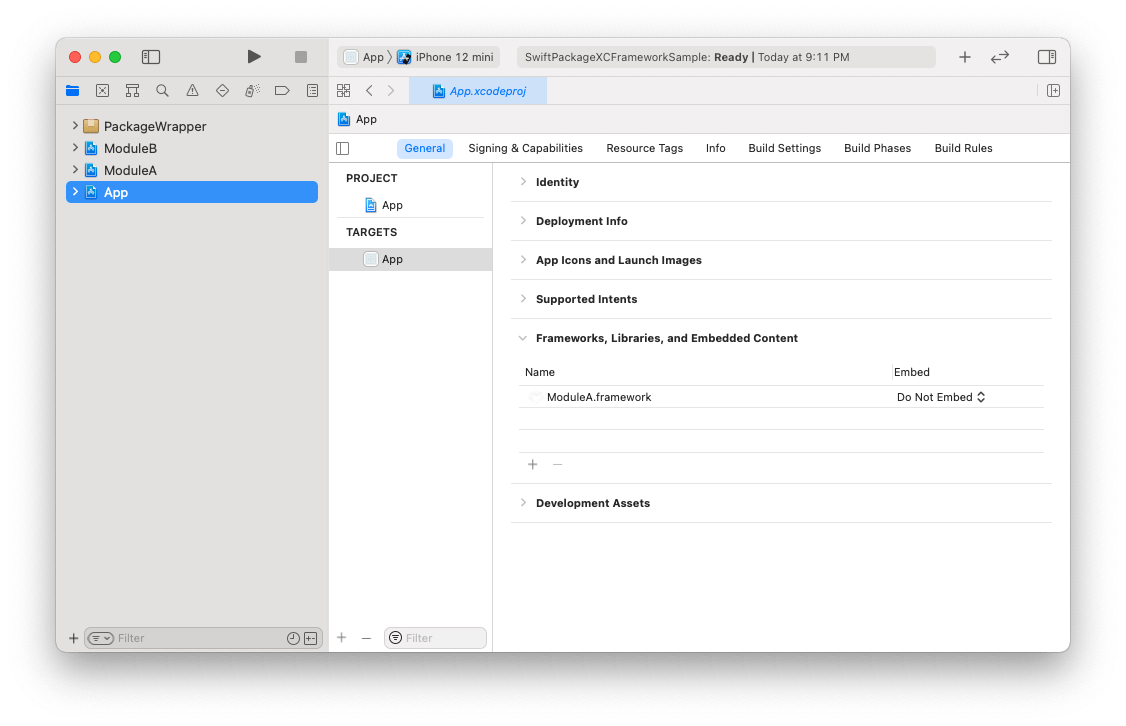 App iPhone 12 mini SwiftPackageXCFrameworkSample: Ready | Today at 9:11 PM
App.xcodeproj
App
PackageWrapper
ModuleB
ModuleA
App
General Signing & Capabilities Resource Tags Info Build Settings Build Phases Build Rules
PROJECT
App
TARGETS
App
Identity
Deployment Info
App Icons and Launch Images
Supported Intents
Frameworks, Libraries, and Embedded Content
Name Embed
ModuleA.framework Do Not Embed
Development Assets
Filter
Filter